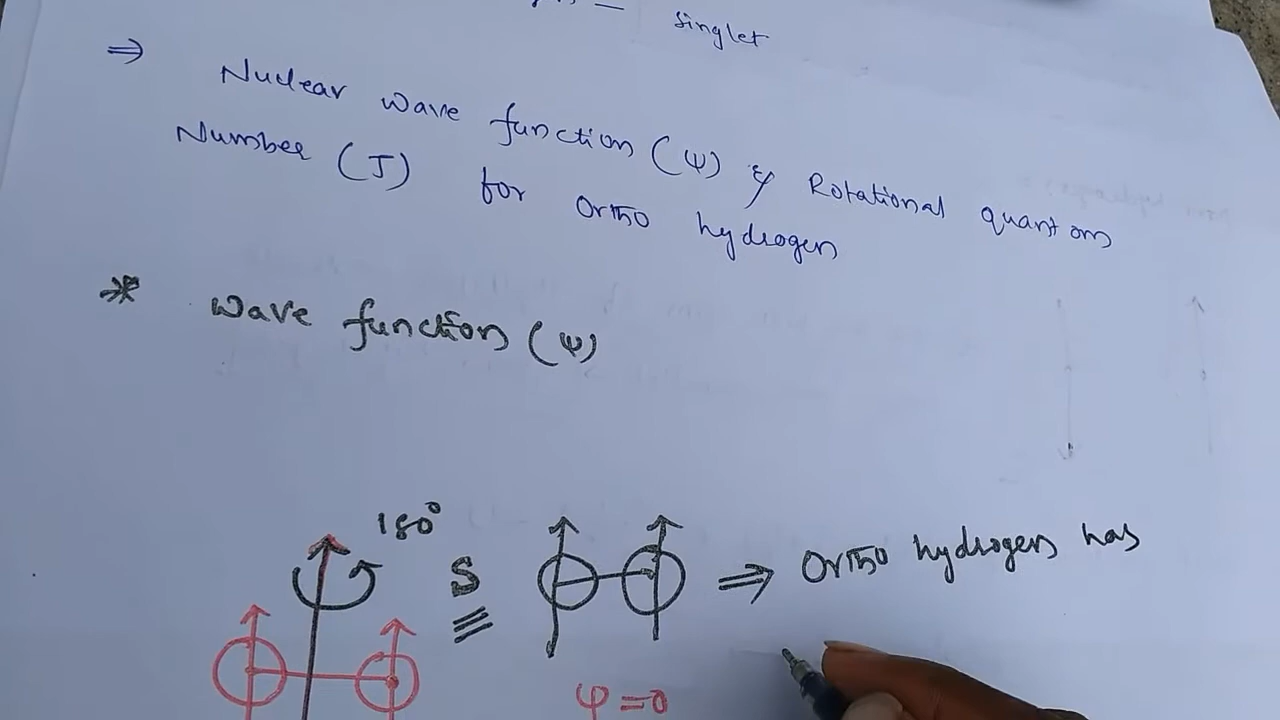 — singlet
⇒ Nuclear wave function (ψ) & Rotational quantum
Number (J) for ortho hydrogen
* Wave function (ψ)
180°
S
⇒ Ortho hydrogen has
φ = 0